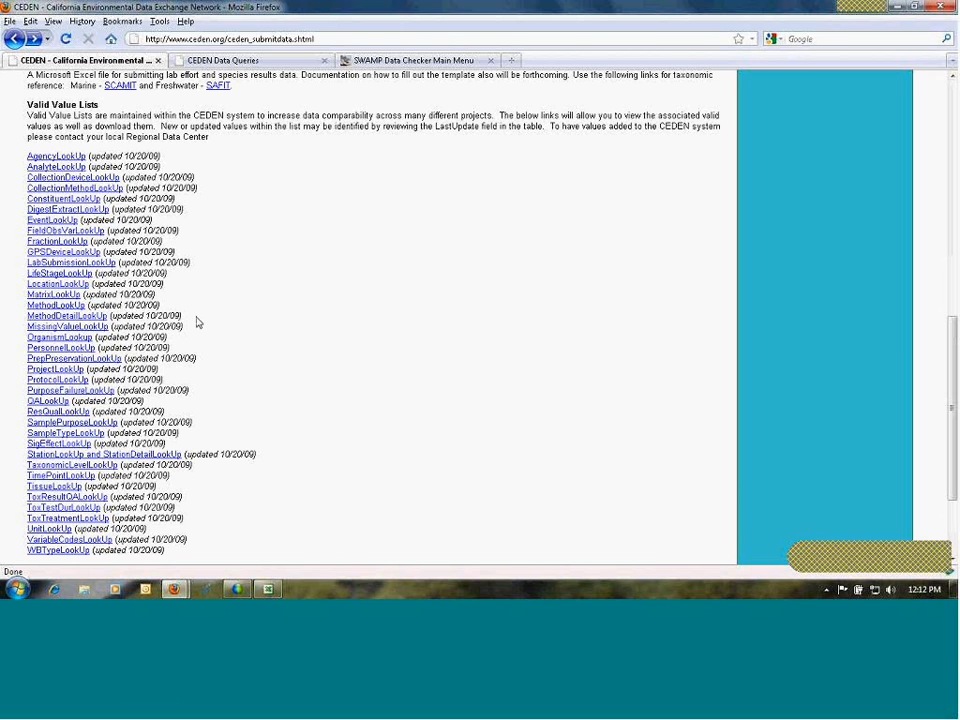 CEDEN - California Environmental Data Exchange Network - Mozilla Firefox
File Edit View History Bookmarks Tools Help
http://www.ceden.org/ceden_submitdata.shtml
Google
CEDEN - California Environmental ...
CEDEN Data Queries
SWAMP Data Checker Main Menu
A Microsoft Excel file for submitting lab effort and species results data. Documentation on how to fill out the template also will be forthcoming. Use the following links for taxonomic
reference: Marine - SCAMIT and Freshwater - SAFIT.
Valid Value Lists
Valid Value Lists are maintained within the CEDEN system to increase data comparability across many different projects. The below links will allow you to view the associated valid
values as well as download them. New or updated values within the list may be identified by reviewing the LastUpdate field in the table. To have values added to the CEDEN system
please contact your local Regional Data Center
AgencyLookUp (updated 10/20/09)
AnalyteLookUp (updated 10/20/09)
CollectionDeviceLookUp (updated 10/20/09)
CollectionMethodLookUp (updated 10/20/09)
ConstituentLookUp (updated 10/20/09)
DigestExtractLookUp (updated 10/20/09)
EventLookUp (updated 10/20/09)
FieldObsVarLookUp (updated 10/20/09)
FractionLookUp (updated 10/20/09)
GPSDeviceLookUp (updated 10/20/09)
LabSubmissionLookUp (updated 10/20/09)
LifeStageLookUp (updated 10/20/09)
LocationLookUp (updated 10/20/09)
MatrixLookUp (updated 10/20/09)
MethodLookUp (updated 10/20/09)
MethodDetailLookUp (updated 10/20/09)
MissingValueLookUp (updated 10/20/09)
OrganismLookup (updated 10/20/09)
PersonnelLookUp (updated 10/20/09)
PrepPreservationLookUp (updated 10/20/09)
ProjectLookUp (updated 10/20/09)
ProtocolLookUp (updated 10/20/09)
PurposeFailureLookUp (updated 10/20/09)
QALookUp (updated 10/20/09)
ResQualLookUp (updated 10/20/09)
SamplePurposeLookUp (updated 10/20/09)
SampleTypeLookUp (updated 10/20/09)
SigEffectLookUp (updated 10/20/09)
StationLookUp and StationDetailLookUp (updated 10/20/09)
TaxonomicLevelLookUp (updated 10/20/09)
TimePointLookUp (updated 10/20/09)
TissueLookUp (updated 10/20/09)
ToxResultQALookUp (updated 10/20/09)
ToxTestDurLookUp (updated 10/20/09)
ToxTreatmentLookUp (updated 10/20/09)
UnitLookUp (updated 10/20/09)
VariableCodesLookUp (updated 10/20/09)
WBTypeLookUp (updated 10/20/09)
Done
12:12 PM